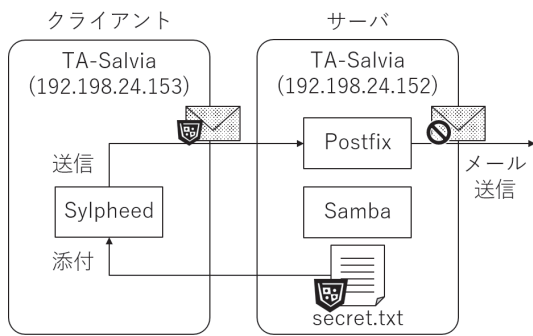 クライアント
サーバ
TA-Salvia
(192.198.24.153)
TA-Salvia
(192.198.24.152)
送信
Postfix
メール
送信
Sylpheed
Samba
添付
secret.txt